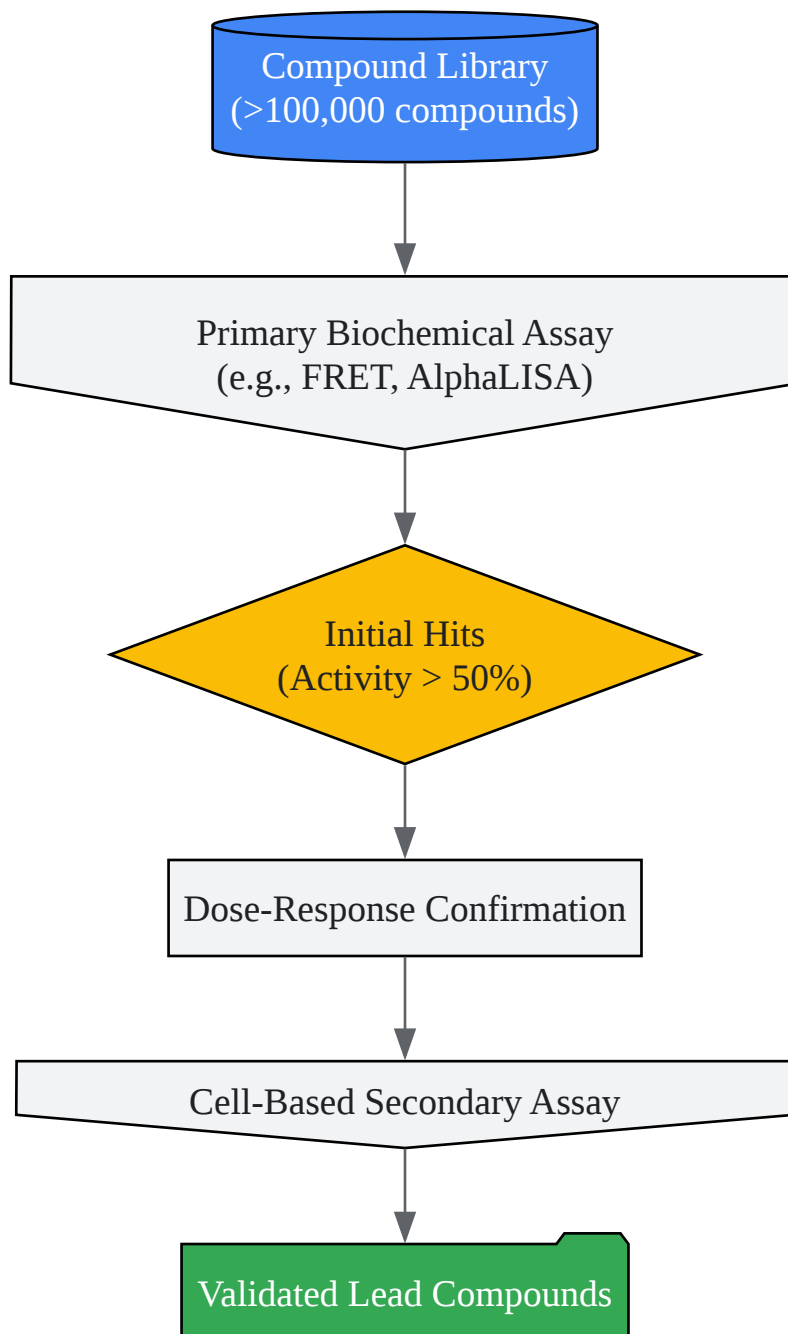 Compound Library
(>100,000 compounds)
Primary Biochemical Assay
(e.g., FRET, AlphaLISA)
Initial Hits
(Activity > 50%)
Dose-Response Confirmation
Cell-Based Secondary Assay
Validated Lead Compounds